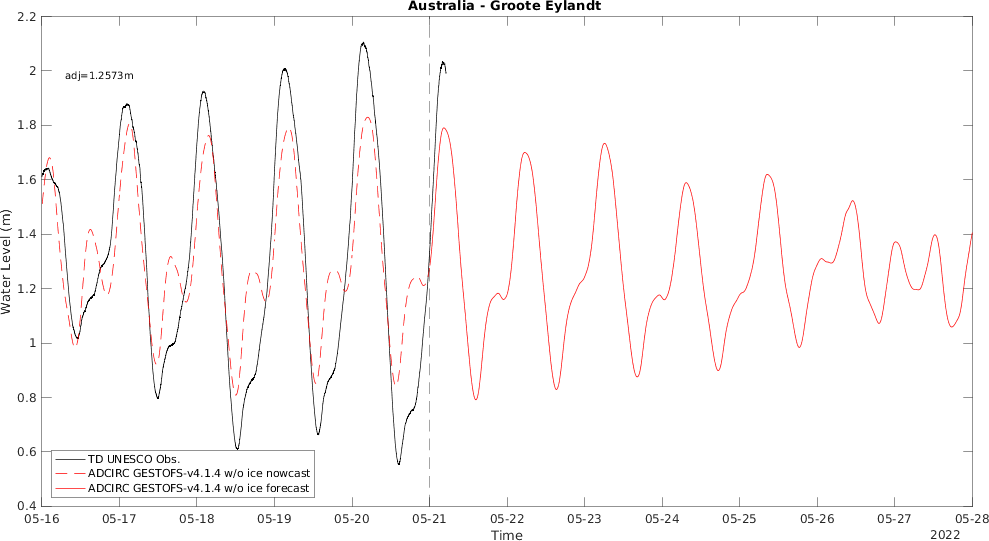 Australia - Groote Eylandt
2.2
2
1.8
1.6
1.4
1.2
1
0.8
0.6
0.4
Water Level (m)
adj=1.2573m
TD UNESCO Obs.
ADCIRC GESTOFS-v4.1.4 w/o ice nowcast
ADCIRC GESTOFS-v4.1.4 w/o ice forecast
05-16 05-17 05-18 05-19 05-20 05-21 05-22 05-23 05-24 05-25 05-26 05-27 05-28
Time
2022